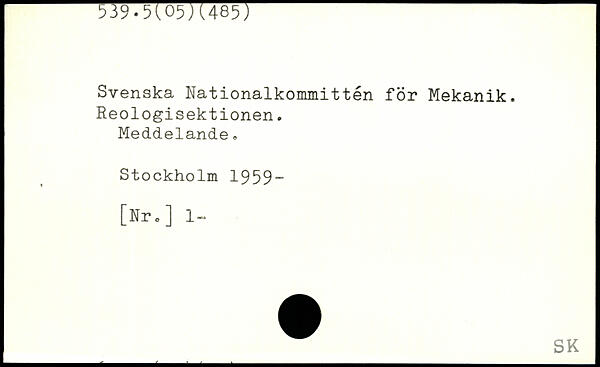 539.5(05)(485)
Svenska Nationalkommittén för Mekanik.
Reologisektionen.
Meddelande.
Stockholm 1959-
[Nr.] 1-
SK